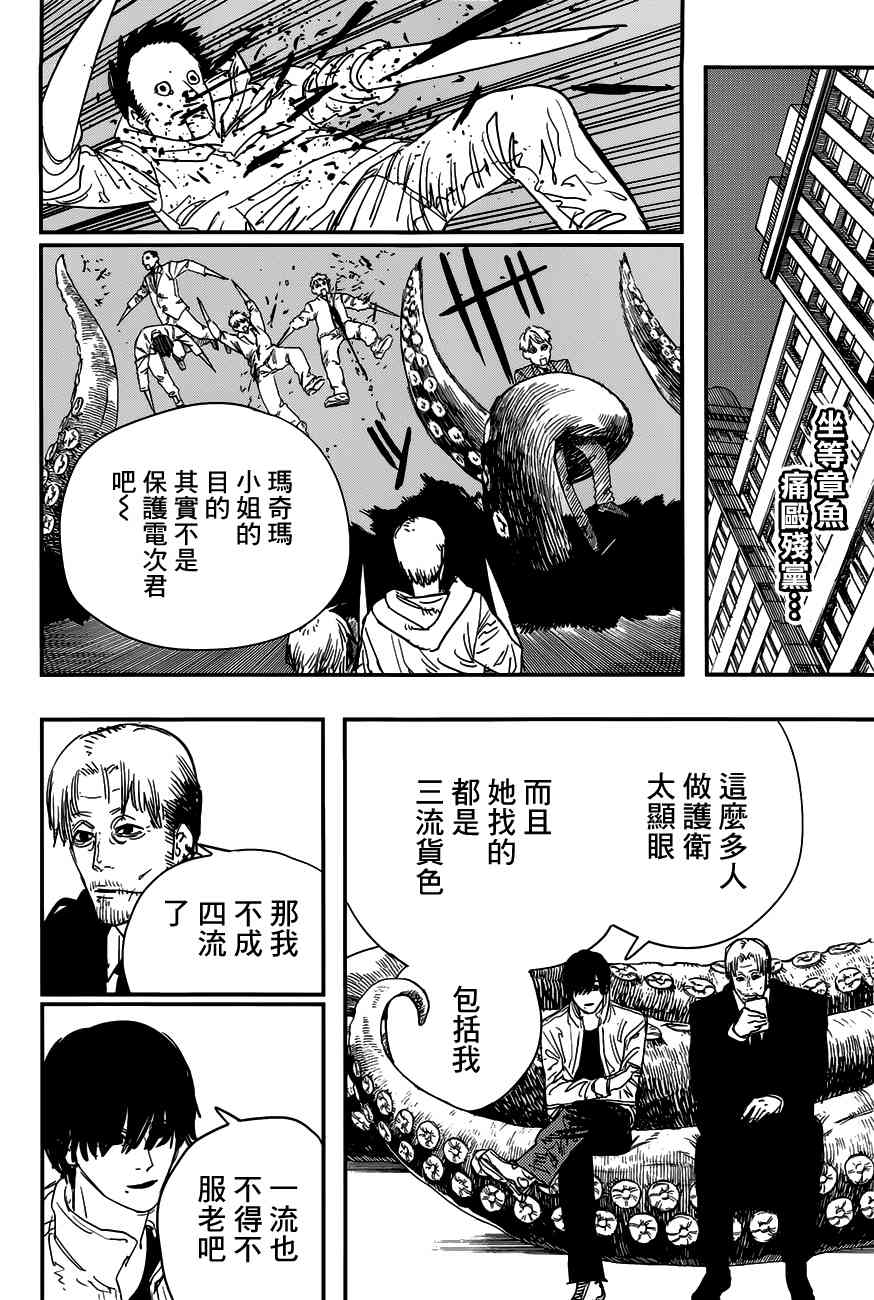 坐等章魚
痛毆殘黨…
瑪奇瑪
小姐的
目的
其實不是
保護電次君
吧~
這麼多人
做護衛
太顯眼
而且
她找的
都是
三流貨色
包括我
那我
不成
四流
了
一流也
不得不
服老吧